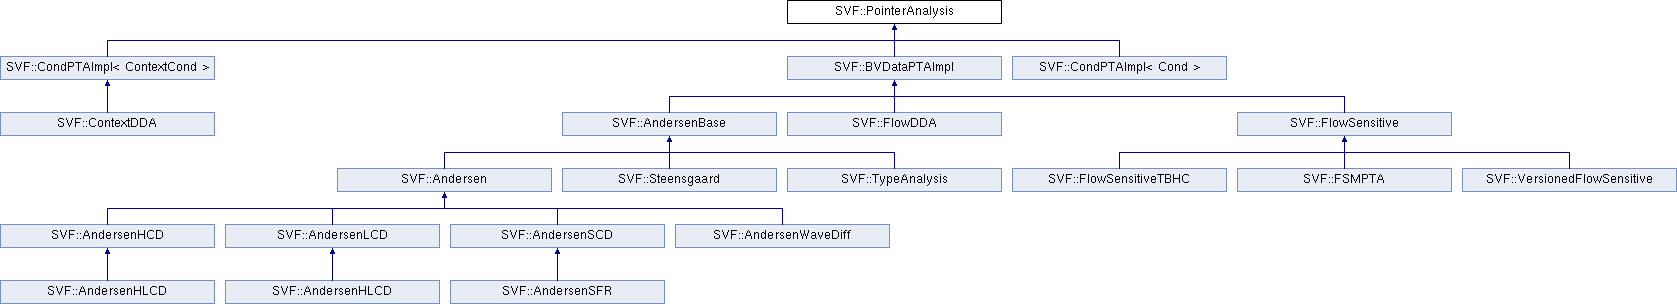 SVF::PointerAnalysis
SVF::CondPTAImpl< ContextCond >
SVF::BVDataPTAImpl
SVF::CondPTAImpl< Cond >
SVF::ContextDDA
SVF::AndersenBase
SVF::FlowDDA
SVF::FlowSensitive
SVF::Andersen
SVF::Steensgaard
SVF::TypeAnalysis
SVF::FlowSensitiveTBHC
SVF::FSMPTA
SVF::VersionedFlowSensitive
SVF::AndersenHCD
SVF::AndersenLCD
SVF::AndersenSCD
SVF::AndersenWaveDiff
SVF::AndersenHLCD
SVF::AndersenHLCD
SVF::AndersenSFR